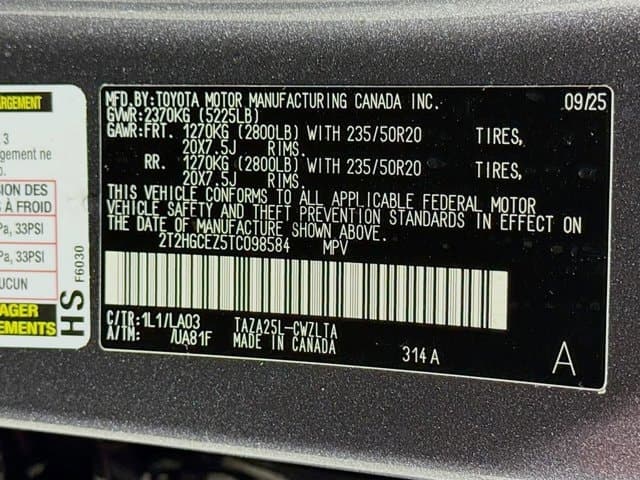 ARGEMENT
3
gement ne
SION DES
À FROID
Pa, 33PSI
Pa, 33PSI
UCUN
AGER
EMENTS
HS
F6030
MFD.BY:TOYOTA MOTOR MANUFACTURING CANADA INC. 09/25
GVWR:2370KG (5225LB)
GAWR:FRT. 1270KG (2800LB) WITH 235/50R20 TIRES,
20X7.5J RIMS.
RR. 1270KG (2800LB) WITH 235/50R20 TIRES,
20X7.5J RIMS.
THIS VEHICLE CONFORMS TO ALL APPLICABLE FEDERAL MOTOR
VEHICLE SAFETY AND THEFT PREVENTION STANDARDS IN EFFECT ON
THE DATE OF MANUFACTURE SHOWN ABOVE.
2T2HGCEZ5TC098584 MPV
C/TR:1L1/LA03 TAZA25L-CWZLTA
A/TM: /UA81F MADE IN CANADA 314A A